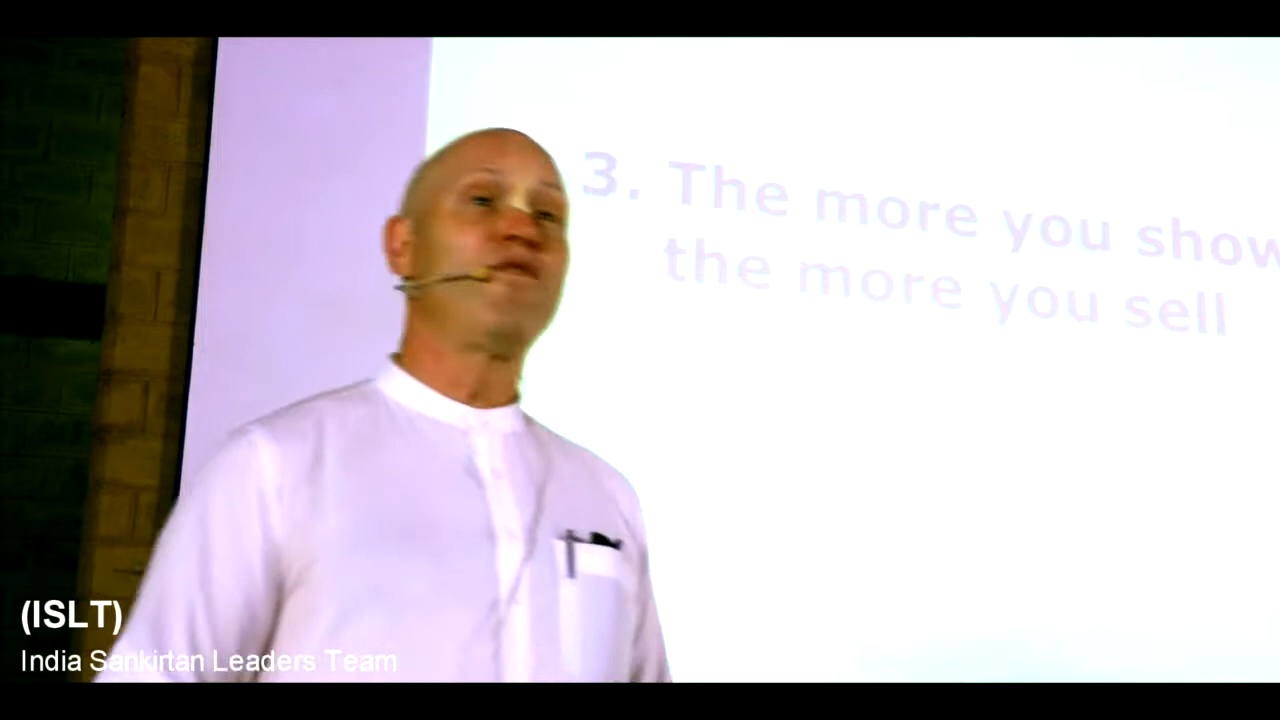 3. The more you show
the more you sell
(ISLT)
India Sankirtan Leaders Team